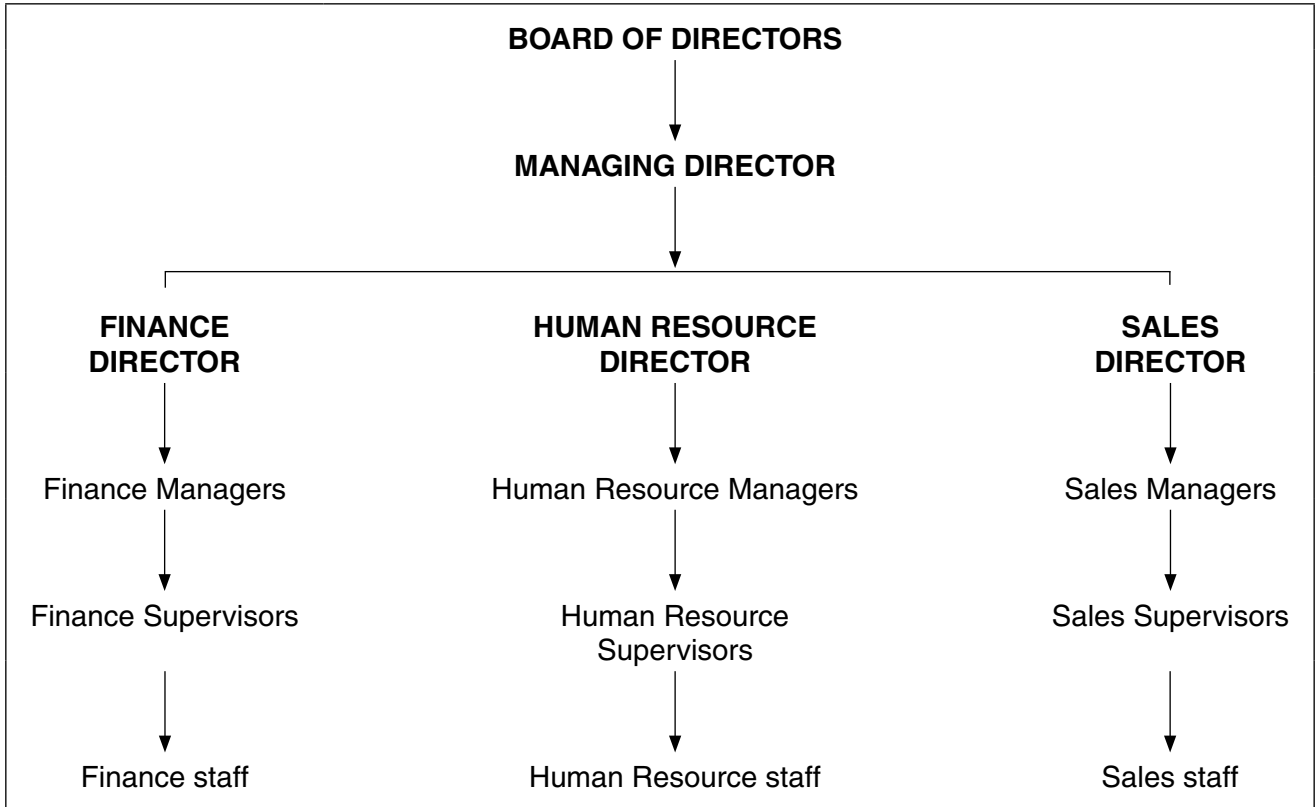 BOARD OF DIRECTORS
MANAGING DIRECTOR
FINANCE
DIRECTOR
HUMAN RESOURCE
DIRECTOR
SALES
DIRECTOR
Finance Managers
Human Resource Managers
Sales Managers
Finance Supervisors
Human Resource
Supervisors
Sales Supervisors
Finance staff
Human Resource staff
Sales staff